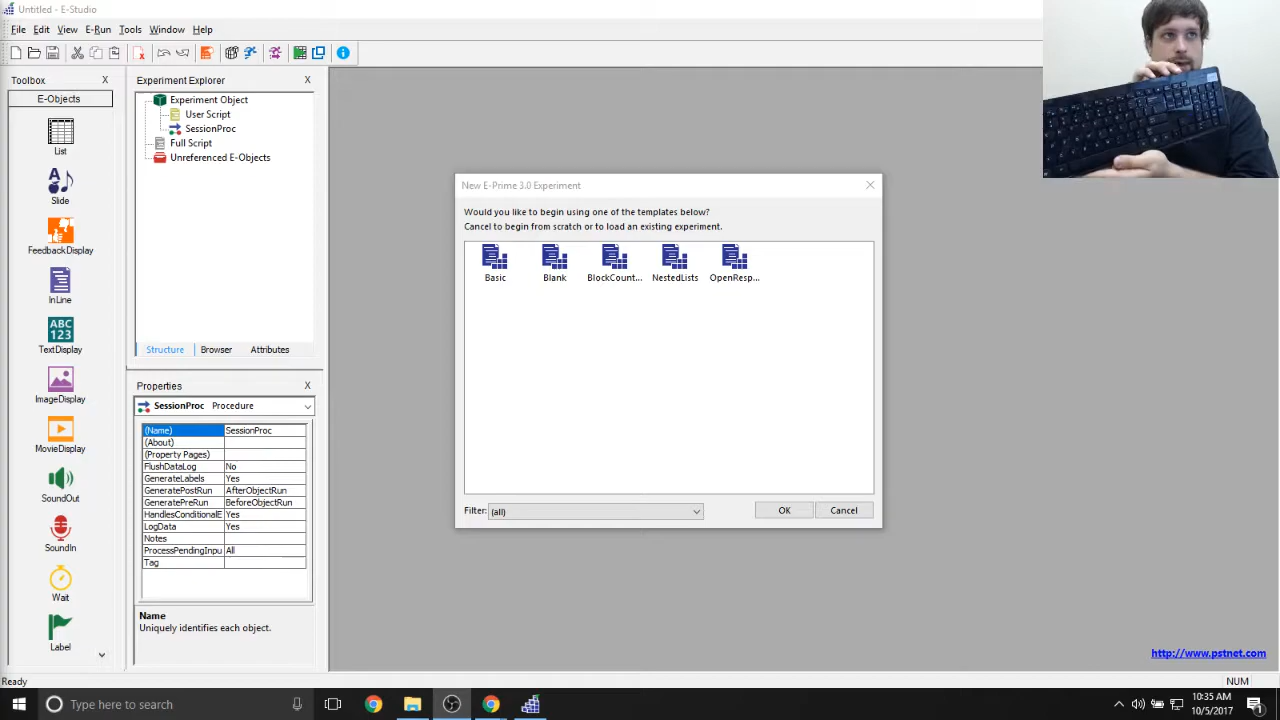 Untitled - E-Studio
File Edit View E-Run Tools Window Help
Toolbox X
E-Objects
List
Slide
FeedbackDisplay
InLine
ABC
123
TextDisplay
ImageDisplay
MovieDisplay
SoundOut
SoundIn
Wait
Label
Experiment Explorer X
Experiment Object
User Script
SessionProc
Full Script
Unreferenced E-Objects
Structure Browser Attributes
Properties X
SessionProc Procedure
(Name) SessionProc
(About)
(Property Pages)
FlushDataLog No
GenerateLabels Yes
GeneratePostRun AfterObjectRun
GeneratePreRun BeforeObjectRun
HandlesConditionalE Yes
LogData Yes
Notes
ProcessPendingInpu All
Tag
Name
Uniquely identifies each object.
New E-Prime 3.0 Experiment
Would you like to begin using one of the templates below?
Cancel to begin from scratch or to load an existing experiment.
Basic Blank BlockCount... NestedLists OpenResp...
Filter: (all) OK Cancel
http://www.pstnet.com
Ready NUM
Type here to search
10:35 AM
10/5/2017
1